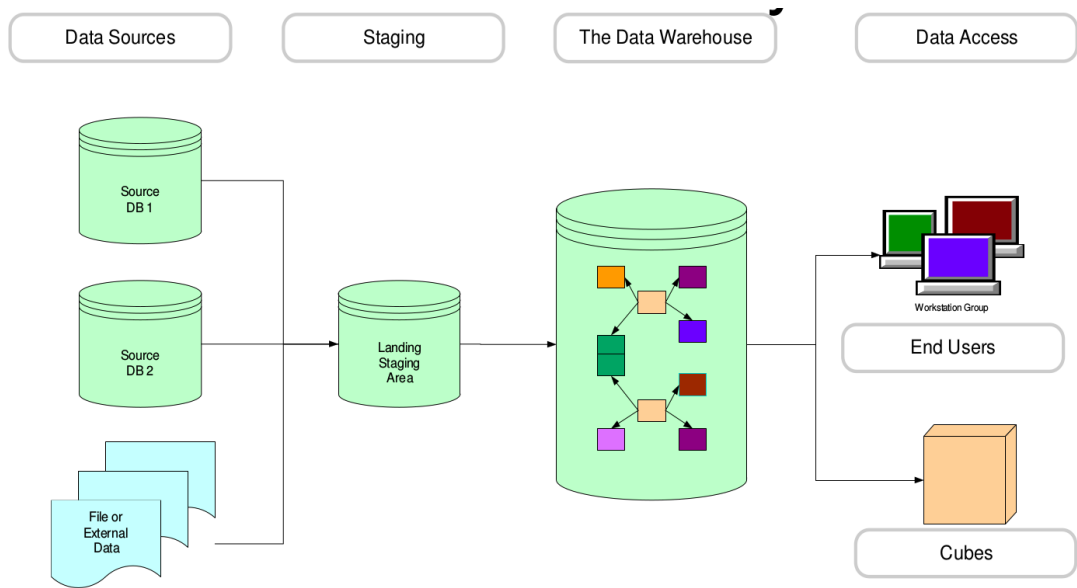 Data Sources
Staging
The Data Warehouse
Data Access
Source
DB 1
Source
DB 2
File or
External
Data
Landing
Staging
Area
Workstation Group
End Users
Cubes